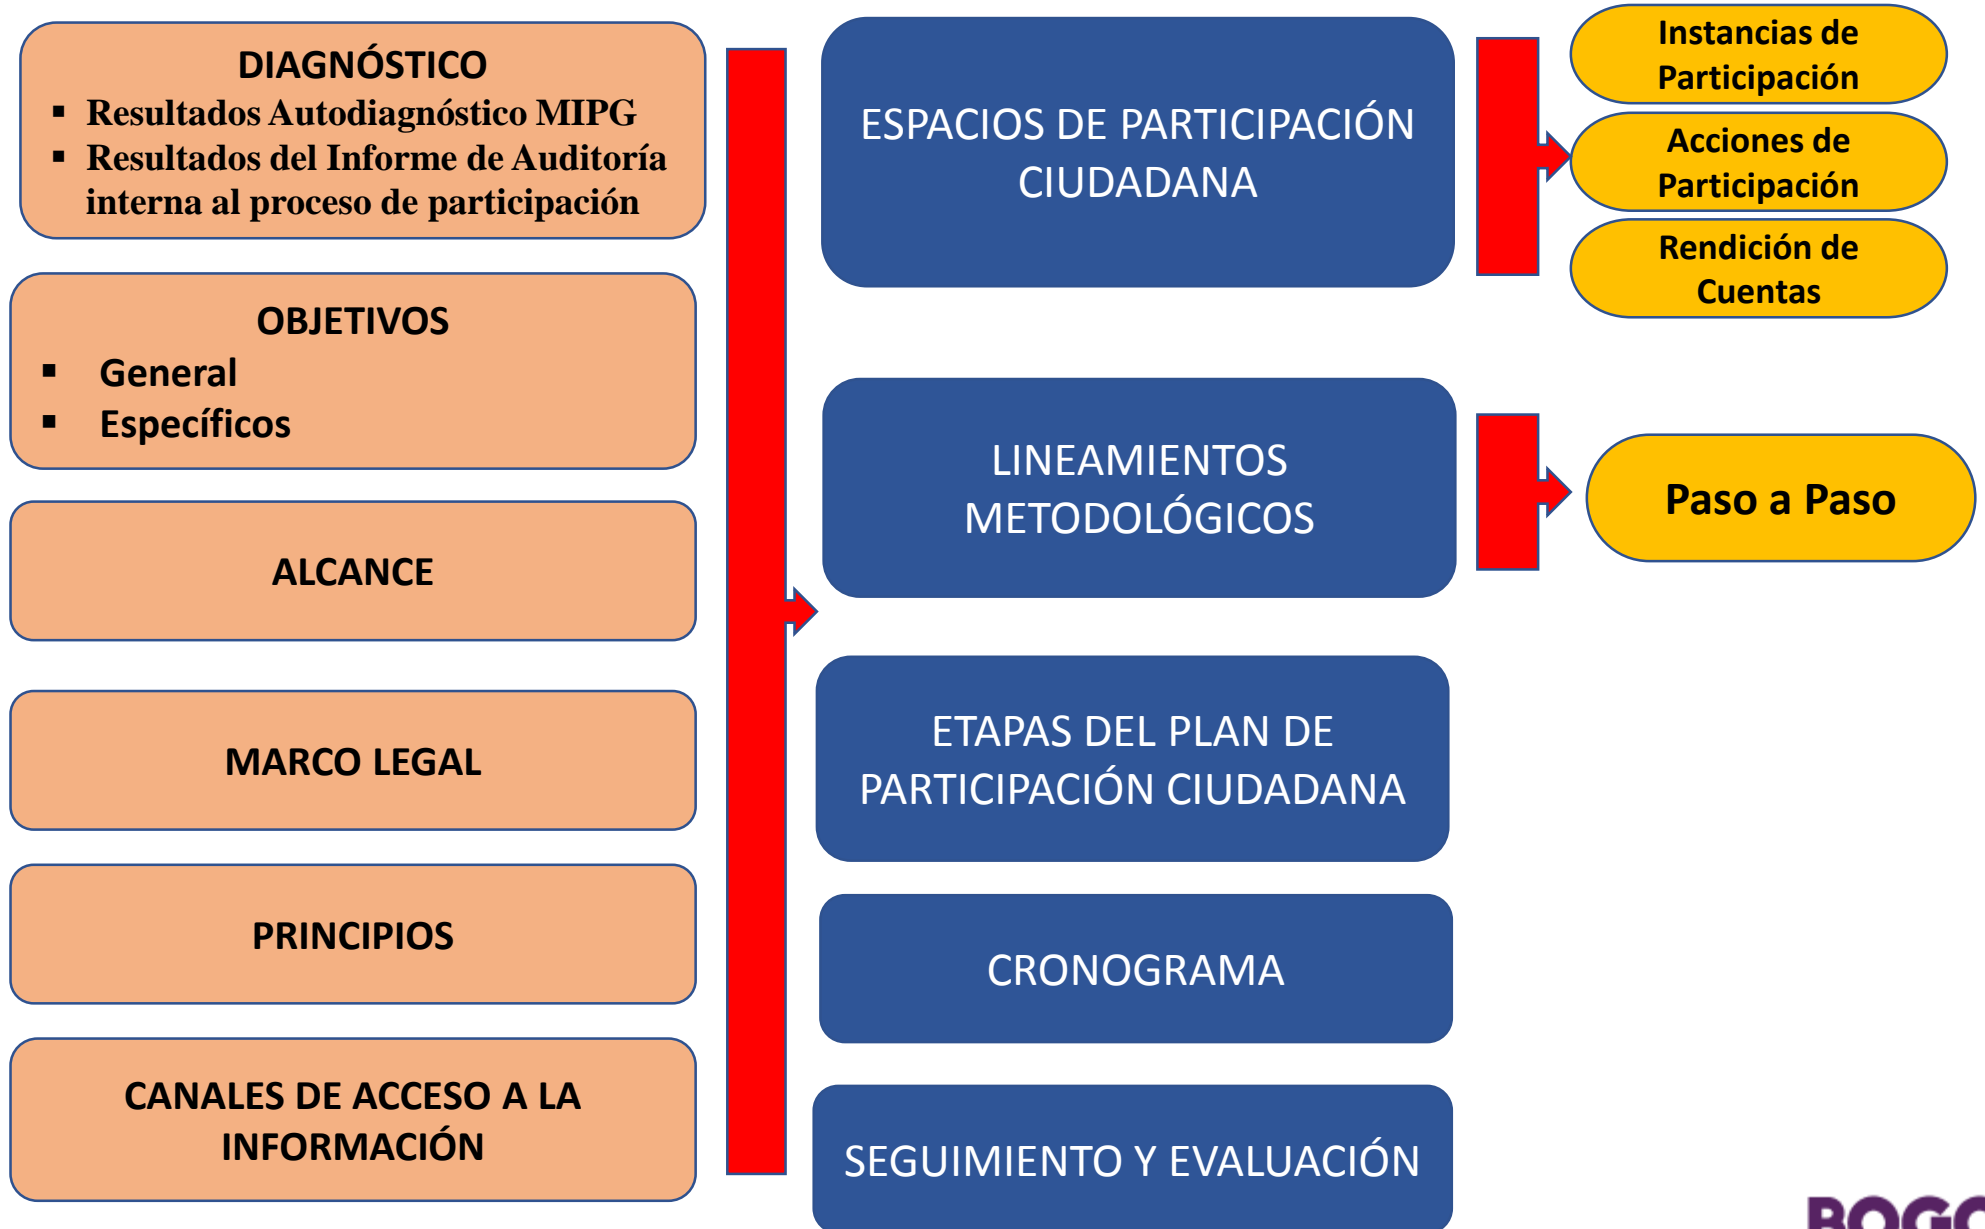 DIAGNÓSTICO
▪ Resultados Autodiagnóstico MIPG
▪ Resultados del Informe de Auditoría
interna al proceso de participación
OBJETIVOS
▪ General
▪ Específicos
ALCANCE
MARCO LEGAL
PRINCIPIOS
CANALES DE ACCESO A LA
INFORMACIÓN
ESPACIOS DE PARTICIPACIÓN
CIUDADANA
LINEAMIENTOS
METODOLÓGICOS
ETAPAS DEL PLAN DE
PARTICIPACIÓN CIUDADANA
CRONOGRAMA
SEGUIMIENTO Y EVALUACIÓN
Instancias de
Participación
Acciones de
Participación
Rendición de
Cuentas
Paso a Paso